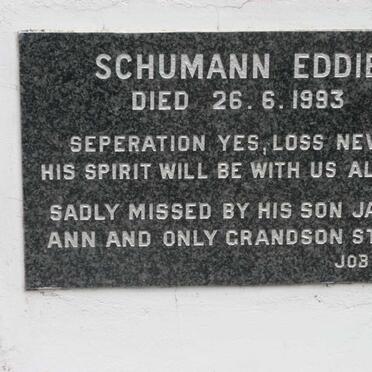 SCHUMANN EDDIE
DIED 26.6.1993
SEPERATION YES, LOSS NEV
HIS SPIRIT WILL BE WITH US AL
SADLY MISSED BY HIS SON JA
ANN AND ONLY GRANDSON ST
JOB